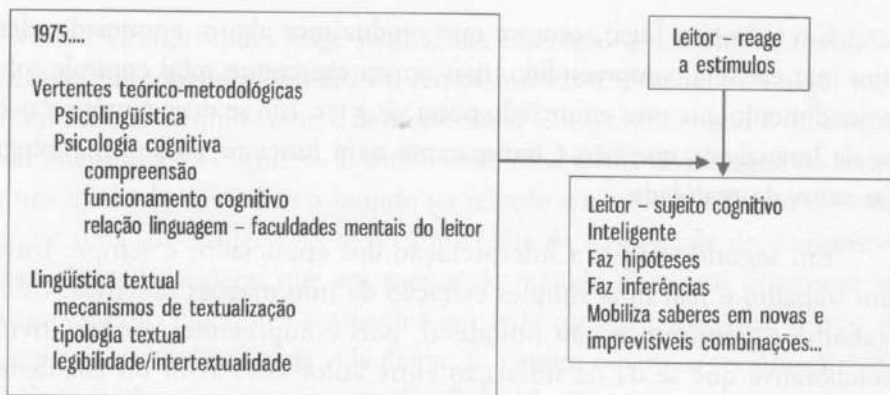 1975....
Vertentes teórico-metodológicas
Psicolingüística
Psicologia cognitiva
compreensão
funcionamento cognitivo
relação linguagem – faculdades mentais do leitor
Lingüística textual
mecanismos de textualização
tipologia textual
legibilidade/intertextualidade
Leitor – reage
a estímulos
Leitor – sujeito cognitivo
Inteligente
Faz hipóteses
Faz inferências
Mobiliza saberes em novas e
imprevisíveis combinações...